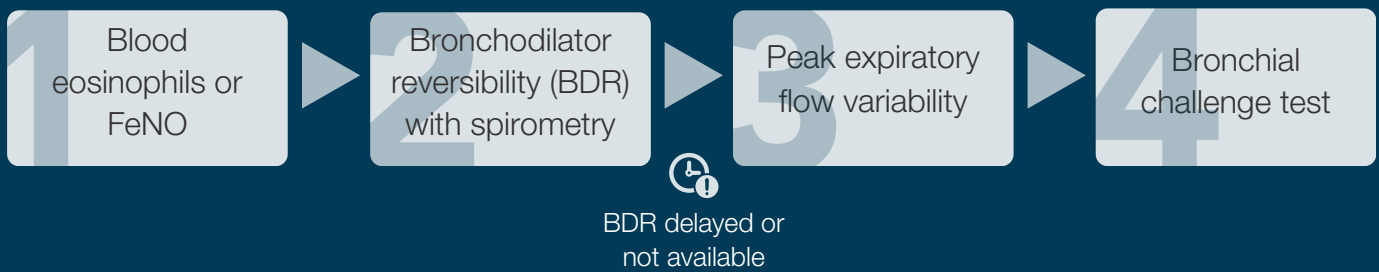 1
Blood
eosinophils or
FeNO
2
Bronchodilator
reversibility (BDR)
with spirometry
3
Peak expiratory
flow variability
4
Bronchial
challenge test
!
BDR delayed or
not available